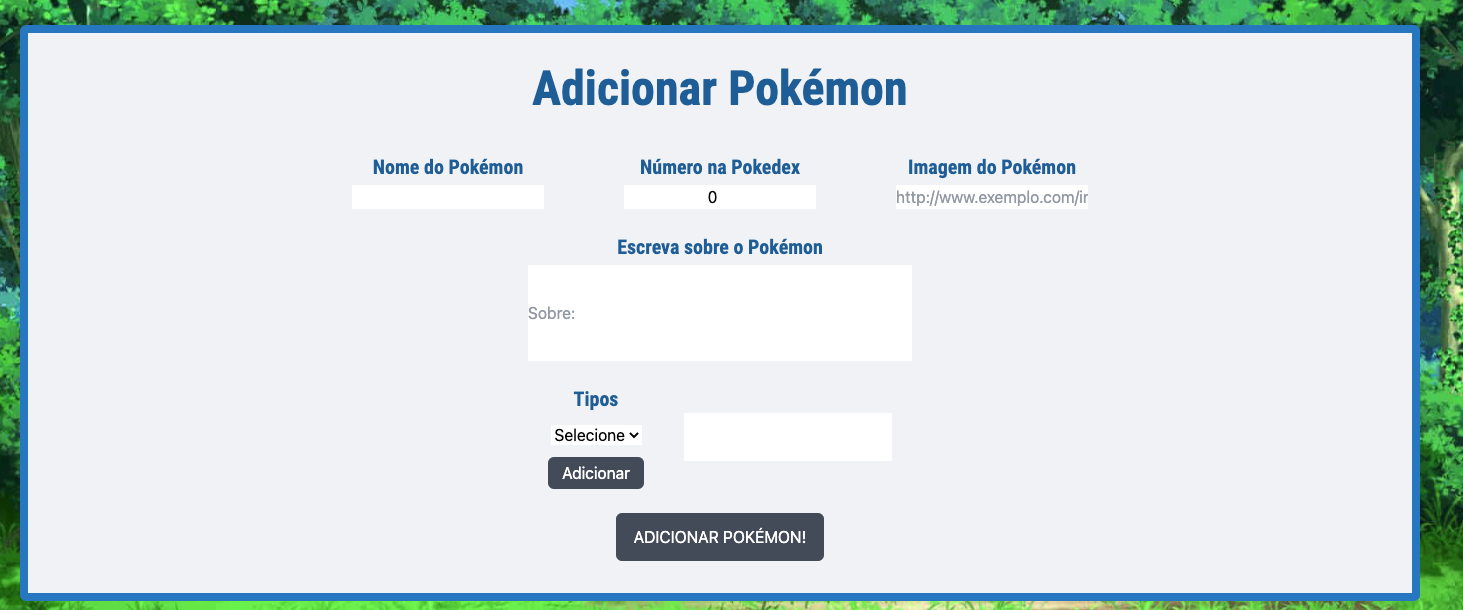 Adicionar Pokémon
Nome do Pokémon
Número na Pokedex
Imagem do Pokémon
0
http://www.exemplo.com/ir
Escreva sobre o Pokémon
Sobre:
Tipos
Selecione
Adicionar
ADICIONAR POKÉMON!